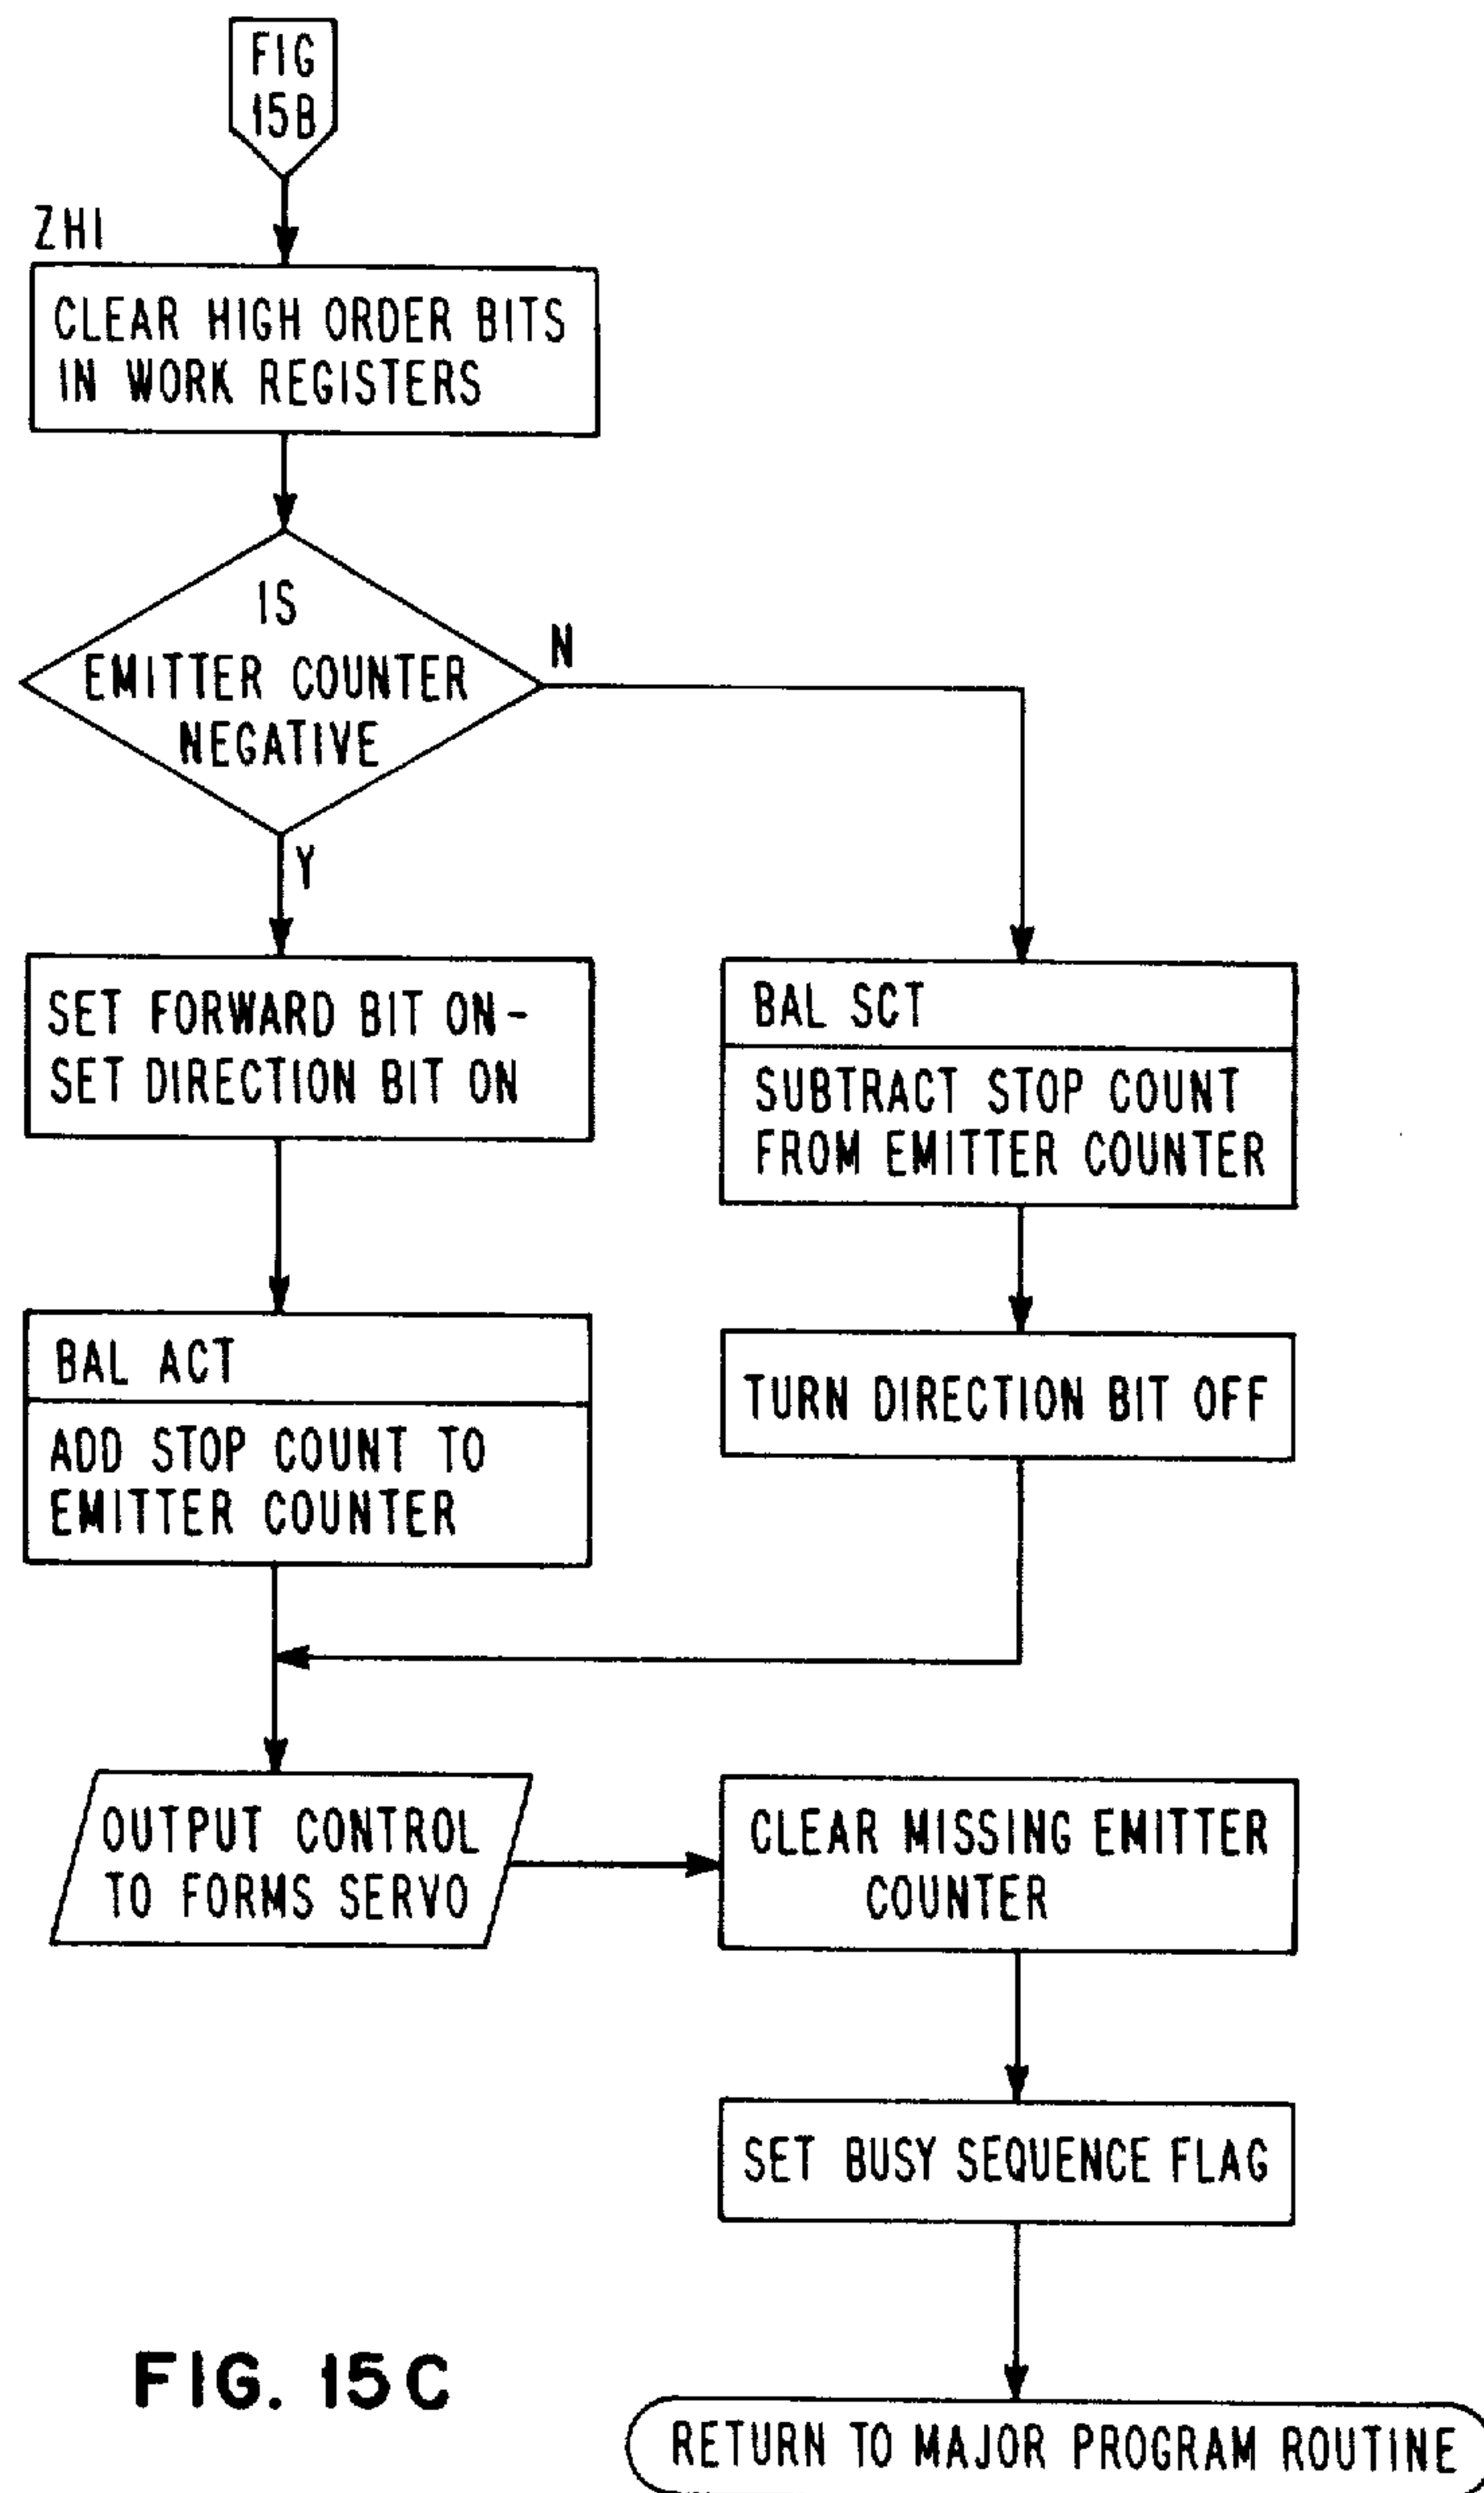 FIG
15B
ZHI
CLEAR HIGH ORDER BITS
IN WORK REGISTERS
IS
EMITTER COUNTER
NEGATIVE
N
Y
SET FORWARD BIT ON-
SET DIRECTION BIT ON
BAL SCT
SUBTRACT STOP COUNT
FROM EMITTER COUNTER
BAL ACT
ADD STOP COUNT TO
EMITTER COUNTER
TURN DIRECTION BIT OFF
OUTPUT CONTROL
TO FORMS SERVO
CLEAR MISSING EMITTER
COUNTER
SET BUSY SEQUENCE FLAG
RETURN TO MAJOR PROGRAM ROUTINE
FIG. 15C